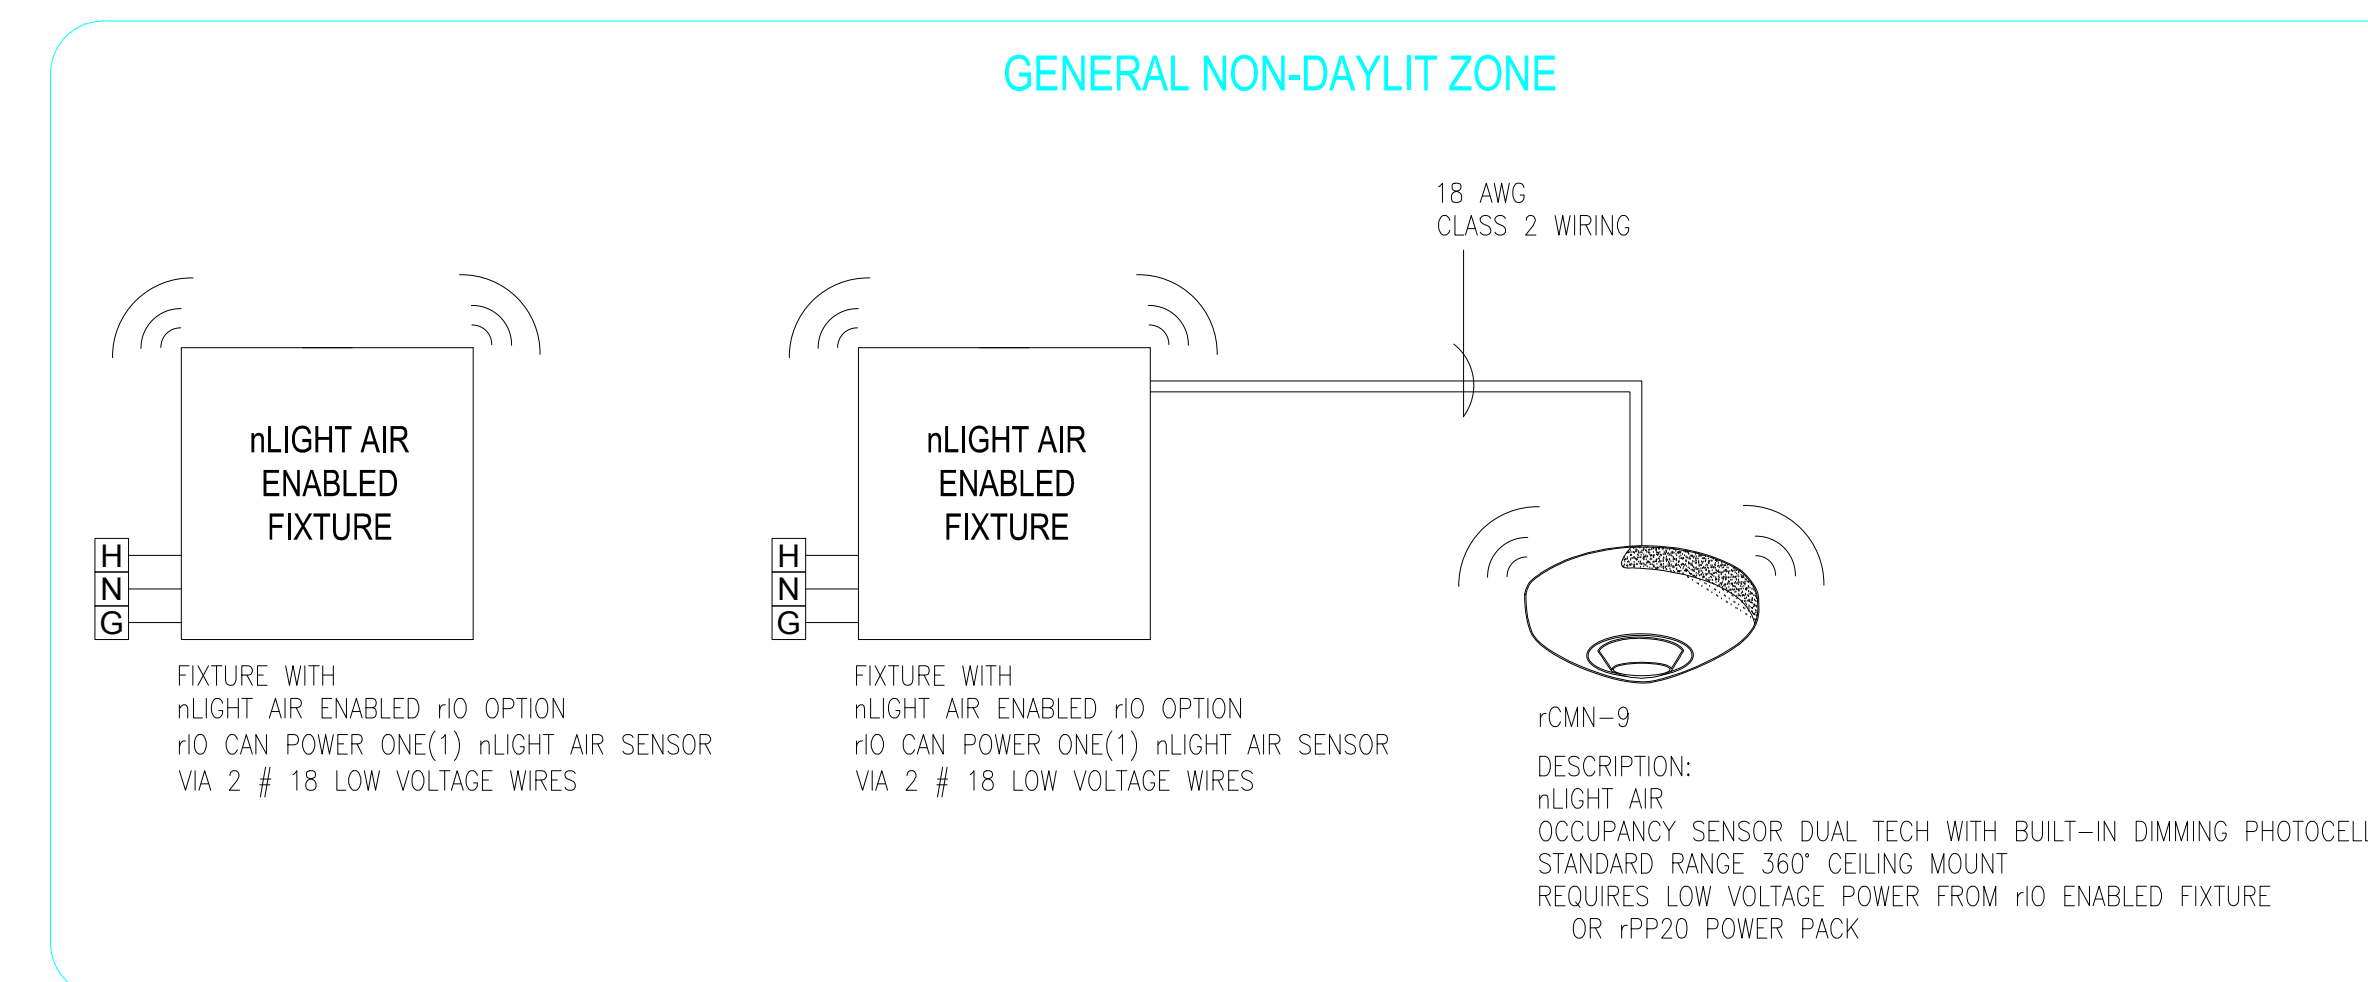 GENERAL NON-DAYLIT ZONE
18 AWG
CLASS 2 WIRING
nLIGHT AIR
ENABLED
FIXTURE
H
N
G
FIXTURE WITH
nLIGHT AIR ENABLED rIO OPTION
rIO CAN POWER ONE(1) nLIGHT AIR SENSOR
VIA 2 # 18 LOW VOLTAGE WIRES
nLIGHT AIR
ENABLED
FIXTURE
H
N
G
FIXTURE WITH
nLIGHT AIR ENABLED rIO OPTION
rIO CAN POWER ONE(1) nLIGHT AIR SENSOR
VIA 2 # 18 LOW VOLTAGE WIRES
rCMN-9
DESCRIPTION:
nLIGHT AIR
OCCUPANCY SENSOR DUAL TECH WITH BUILT-IN DIMMING PHOTOCELL
STANDARD RANGE 360° CEILING MOUNT
REQUIRES LOW VOLTAGE POWER FROM rIO ENABLED FIXTURE
OR rPP20 POWER PACK